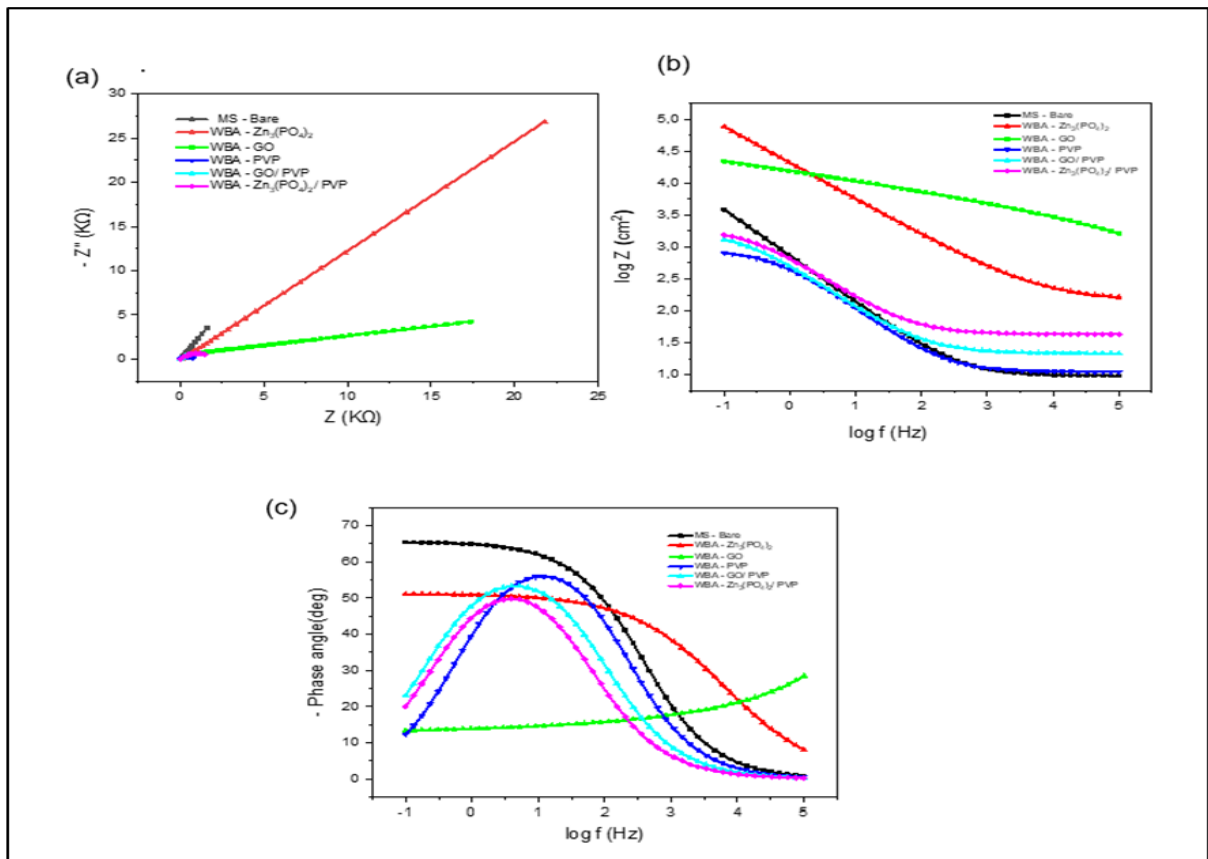 (a)
30
25
20
15
10
5
0
- Z" (KΩ)
MS - Bare
WBA - Zn₃(PO₄)₂
WBA - GO
WBA - PVP
WBA - GO/ PVP
WBA - Zn₃(PO₄)₂/ PVP
0 5 10 15 20 25
Z (KΩ)
(b)
5,0
4,5
4,0
3,5
3,0
2,5
2,0
1,5
1,0
log Z (cm²)
MS - Bare
WBA - Zn₃(PO₄)₂
WBA - GO
WBA - PVP
WBA - GO/ PVP
WBA - Zn₃(PO₄)₂/ PVP
-1 0 1 2 3 4 5
log f (Hz)
(c)
70
60
50
40
30
20
10
0
- Phase angle(deg)
MS - Bare
WBA - Zn₃(PO₄)₂
WBA - GO
WBA - PVP
WBA - GO/ PVP
WBA - Zn₃(PO₄)₂/ PVP
-1 0 1 2 3 4 5
log f (Hz)